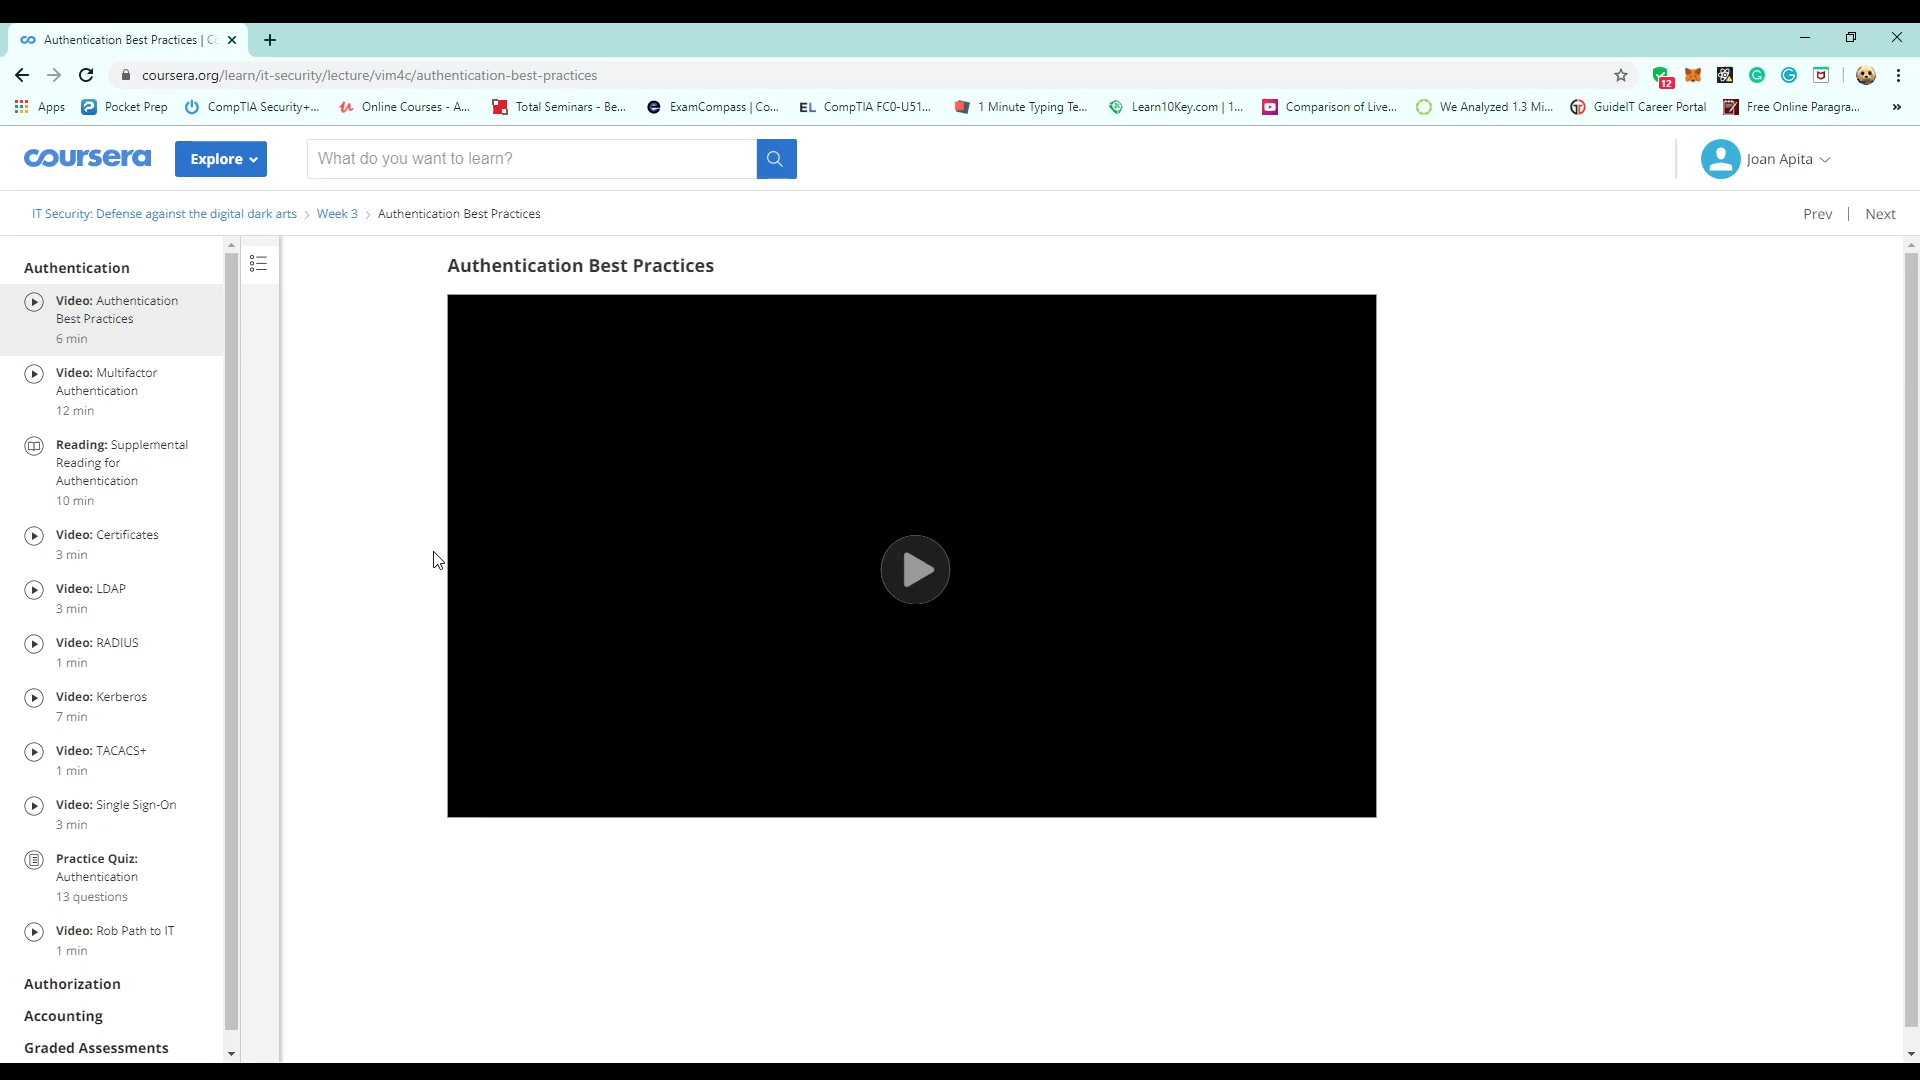 Authentication Best Practices | Co
coursera.org/learn/it-security/lecture/vim4c/authentication-best-practices
12
Apps
Pocket Prep
CompTIA Security+...
Online Courses - A...
Total Seminars - Be...
ExamCompass | Co...
EL CompTIA FC0-U51...
1 Minute Typing Te...
Learn10Key.com | 1...
Comparison of Live...
We Analyzed 1.3 Mi...
GuideIT Career Portal
Free Online Paragra...
»
coursera
Explore
What do you want to learn?
Joan Apita
IT Security: Defense against the digital dark arts > Week 3 > Authentication Best Practices
Prev | Next
Authentication
Video: Authentication
Best Practices
6 min
Video: Multifactor
Authentication
12 min
Reading: Supplemental
Reading for
Authentication
10 min
Video: Certificates
3 min
Video: LDAP
3 min
Video: RADIUS
1 min
Video: Kerberos
7 min
Video: TACACS+
1 min
Video: Single Sign-On
3 min
Practice Quiz:
Authentication
13 questions
Video: Rob Path to IT
1 min
Authorization
Accounting
Graded Assessments
Authentication Best Practices